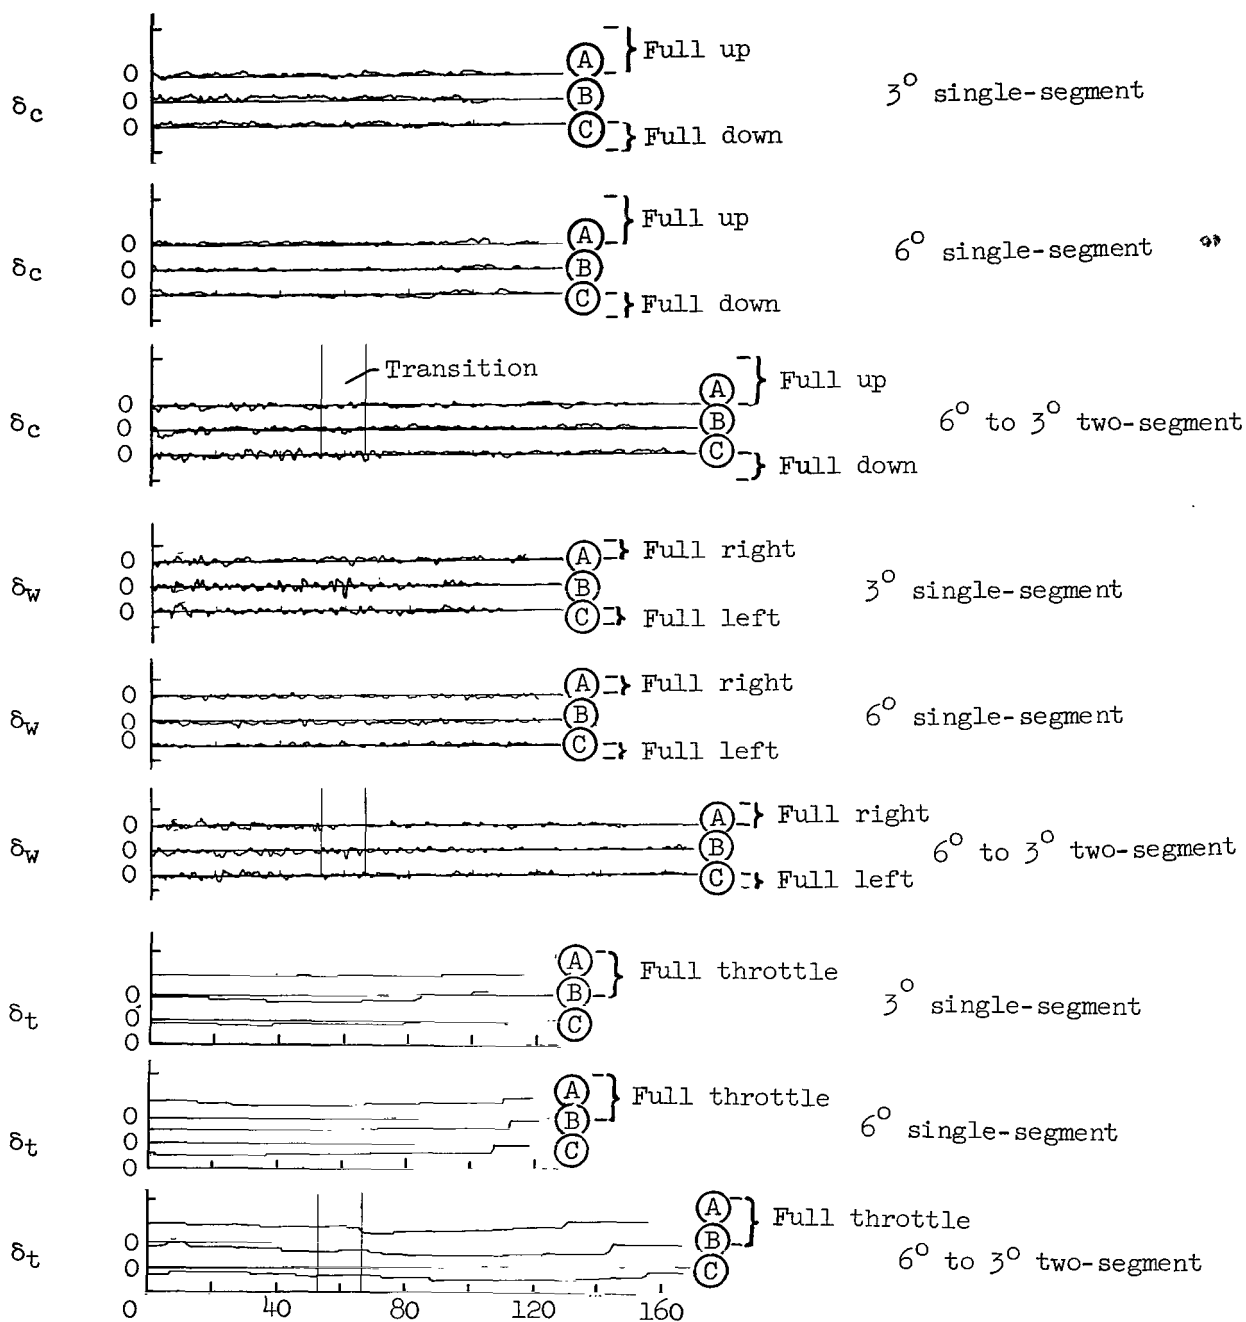 A } Full up
0
δc 0 B 3° single-segment
0
C } Full down
A } Full up
0
δc 0 B 6° single-segment
0
C } Full down
Transition
A } Full up
0
δc 0 B 6° to 3° two-segment
0
C } Full down
0 A } Full right
δw 0 B 3° single-segment
0 C } Full left
0 A } Full right
δw 0 B 6° single-segment
0 C } Full left
0 A } Full right
δw 0 B 6° to 3° two-segment
0 C } Full left
A } Full throttle
0 B
δt 0 C 3° single-segment
0
A } Full throttle
0 B
δt 0 C 6° single-segment
0
A } Full throttle
0 B
δt 0 C 6° to 3° two-segment
0 40 80 120 160